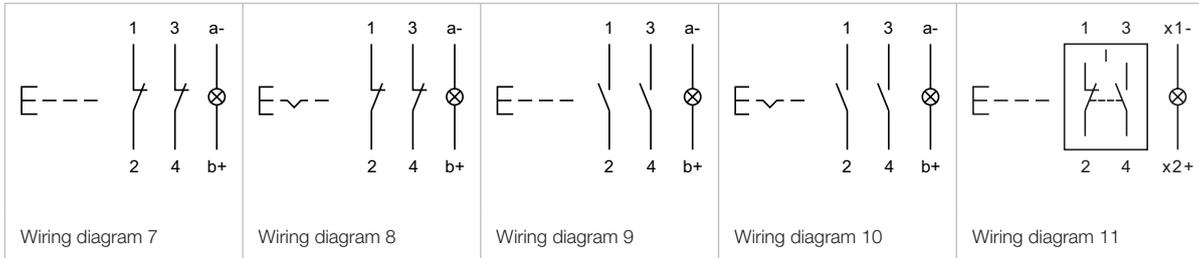 1 3 a-
2 4 b+
Wiring diagram 7
1 3 a-
2 4 b+
Wiring diagram 8
1 3 a-
2 4 b+
Wiring diagram 9
1 3 a-
2 4 b+
Wiring diagram 10
1 3 x1-
2 4 x2+
Wiring diagram 11